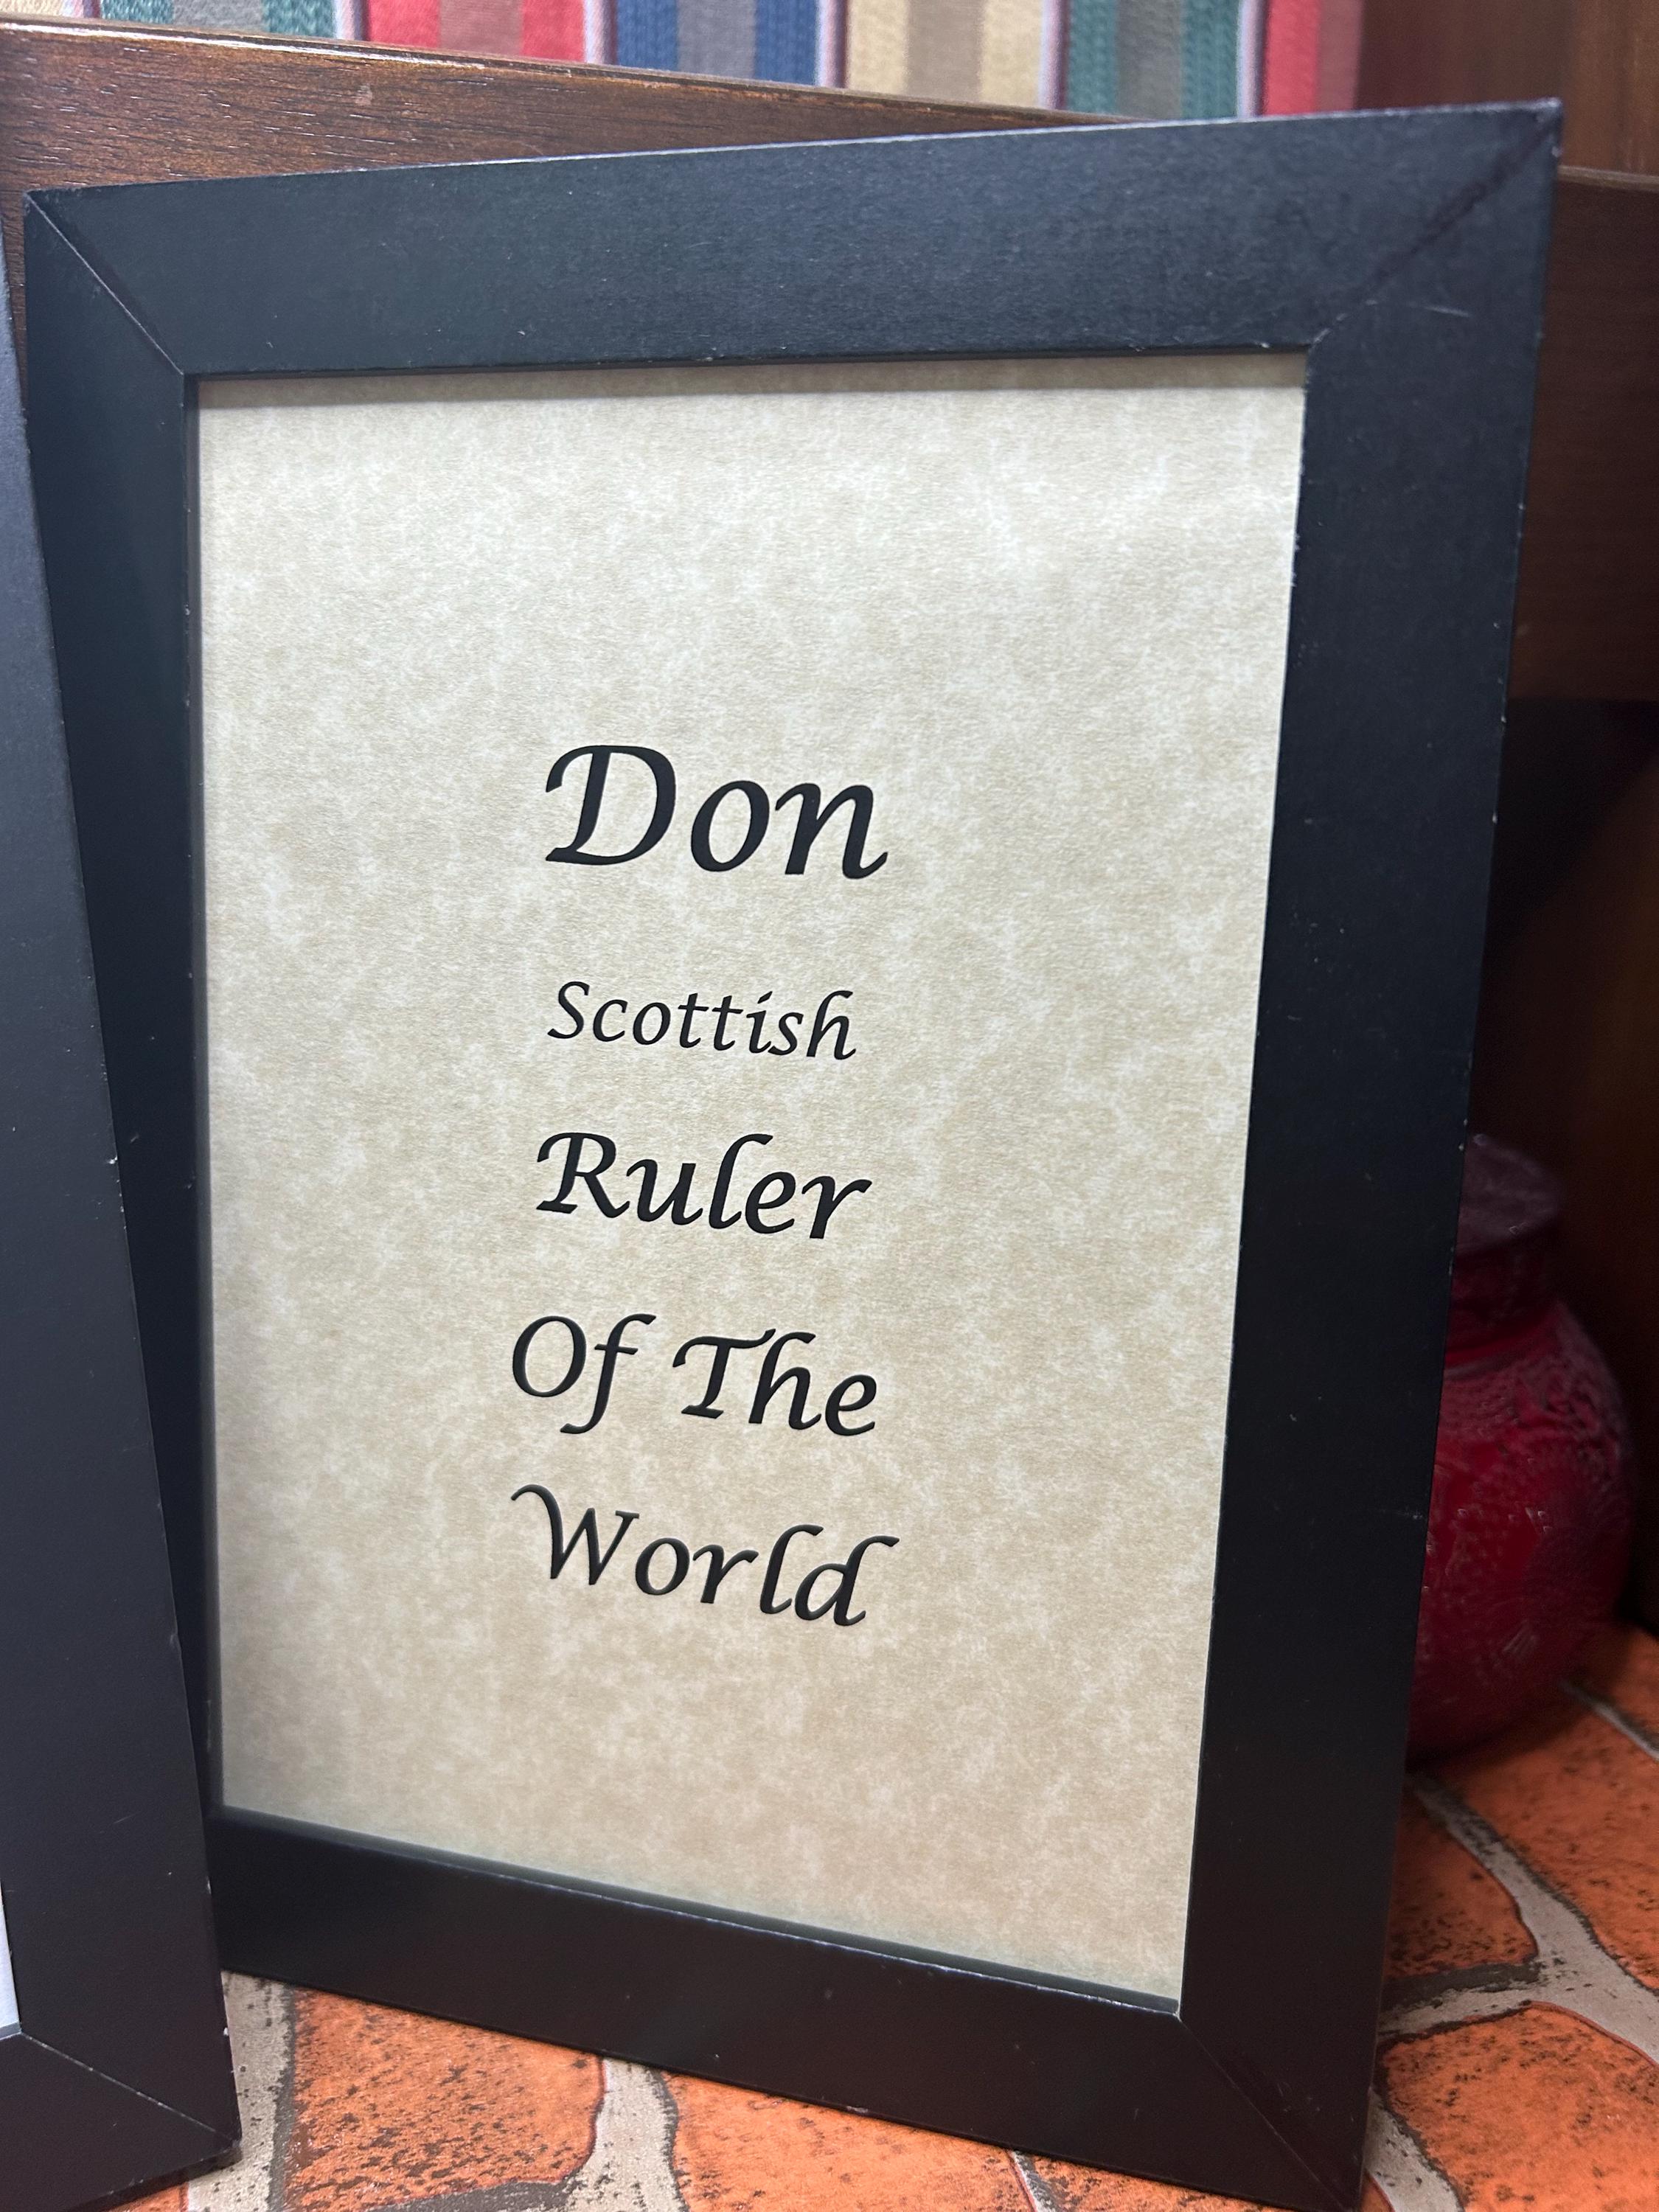 Don
Scottish
Ruler
Of The
World